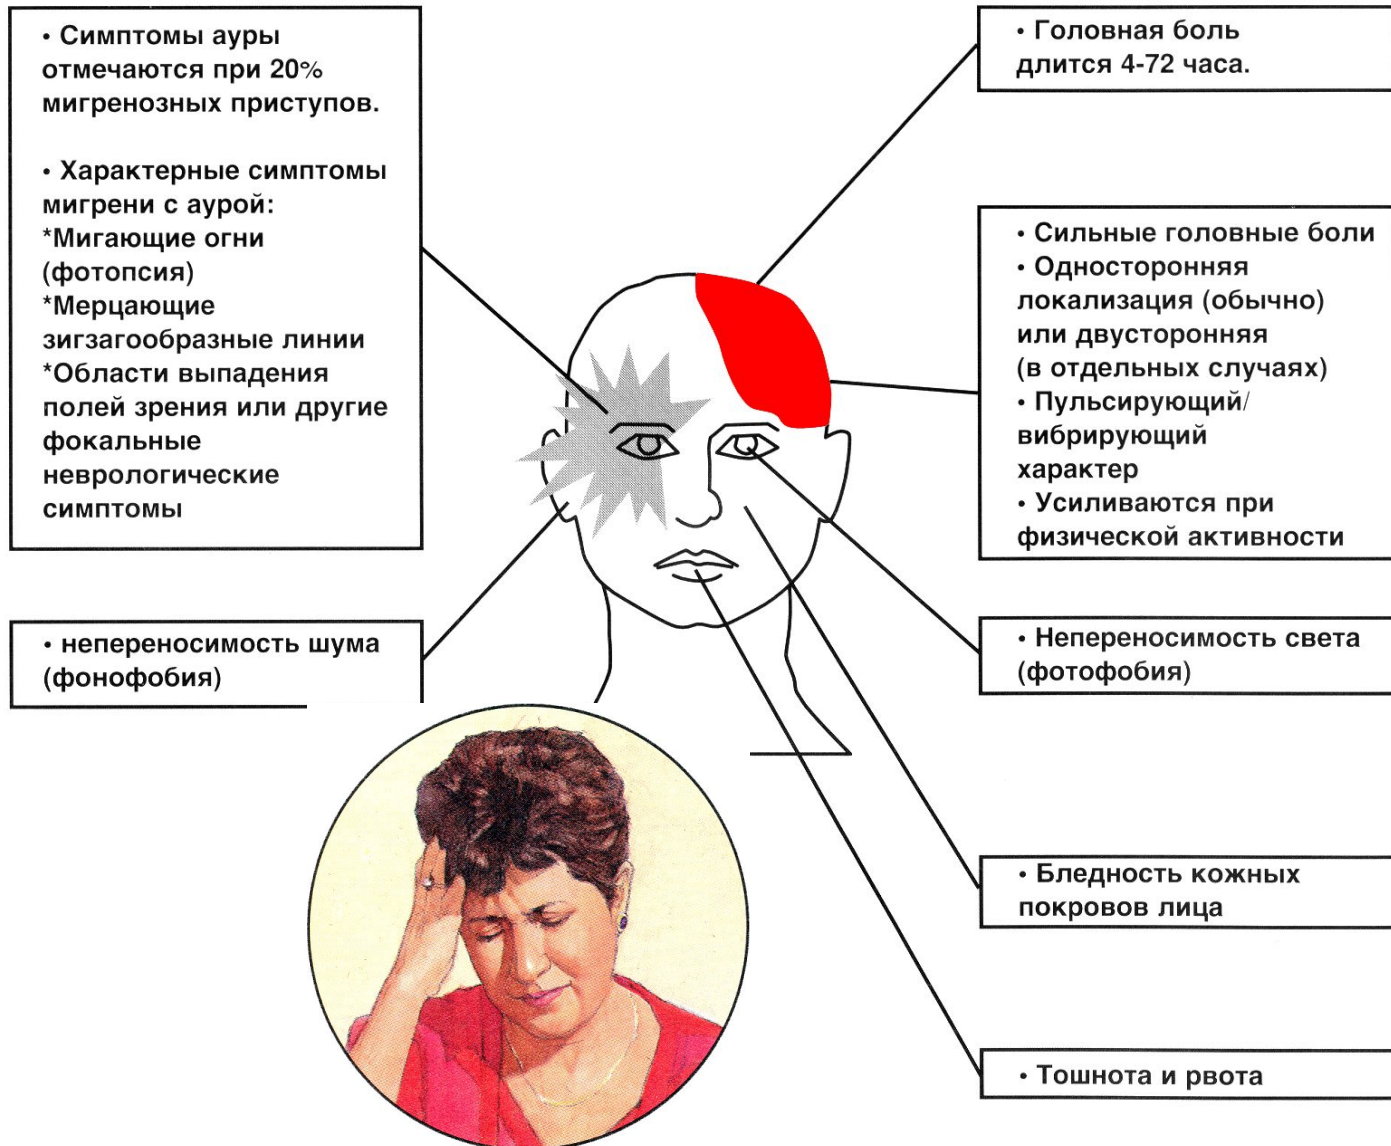 • Симптомы ауры
отмечаются при 20%
мигренозных приступов.
• Характерные симптомы
мигрени с аурой:
*Мигающие огни
(фотопсия)
*Мерцающие
зигзагообразные линии
*Области выпадения
полей зрения или другие
фокальные
неврологические
симптомы
• непереносимость шума
(фонофобия)
• Головная боль
длится 4-72 часа.
• Сильные головные боли
• Односторонняя
локализация (обычно)
или двусторонняя
(в отдельных случаях)
• Пульсирующий/
вибрирующий
характер
• Усиливаются при
физической активности
• Непереносимость света
(фотофобия)
• Бледность кожных
покровов лица
• Тошнота и рвота